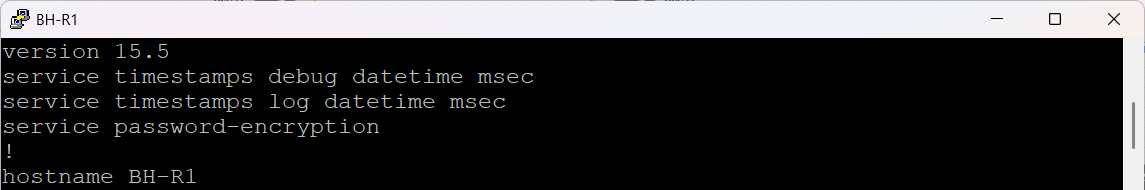 BH-R1
version 15.5
service timestamps debug datetime msec
service timestamps log datetime msec
service password-encryption
!
hostname BH-R1